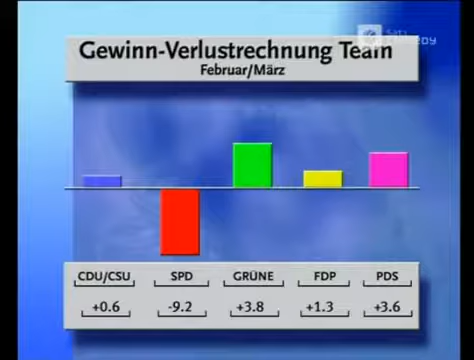 Gewinn-Verlustrechnung Team
Februar/März
CDU/CSU SPD GRÜNE FDP PDS
+0.6 -9.2 +3.8 +1.3 +3.6